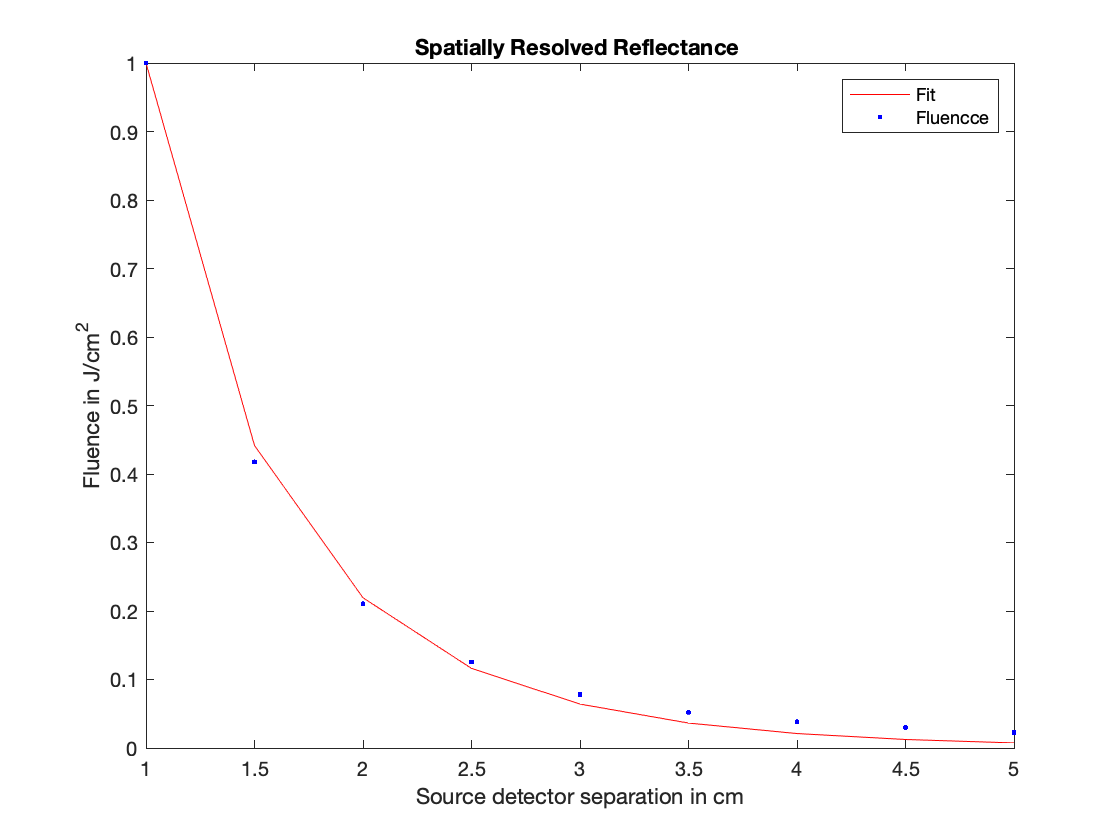 Spatially Resolved Reflectance
Fit
Fluencce
1
0.9
0.8
0.7
0.6
0.5
0.4
0.3
0.2
0.1
0
Fluence in J/cm²
1 1.5 2 2.5 3 3.5 4 4.5 5
Source detector separation in cm